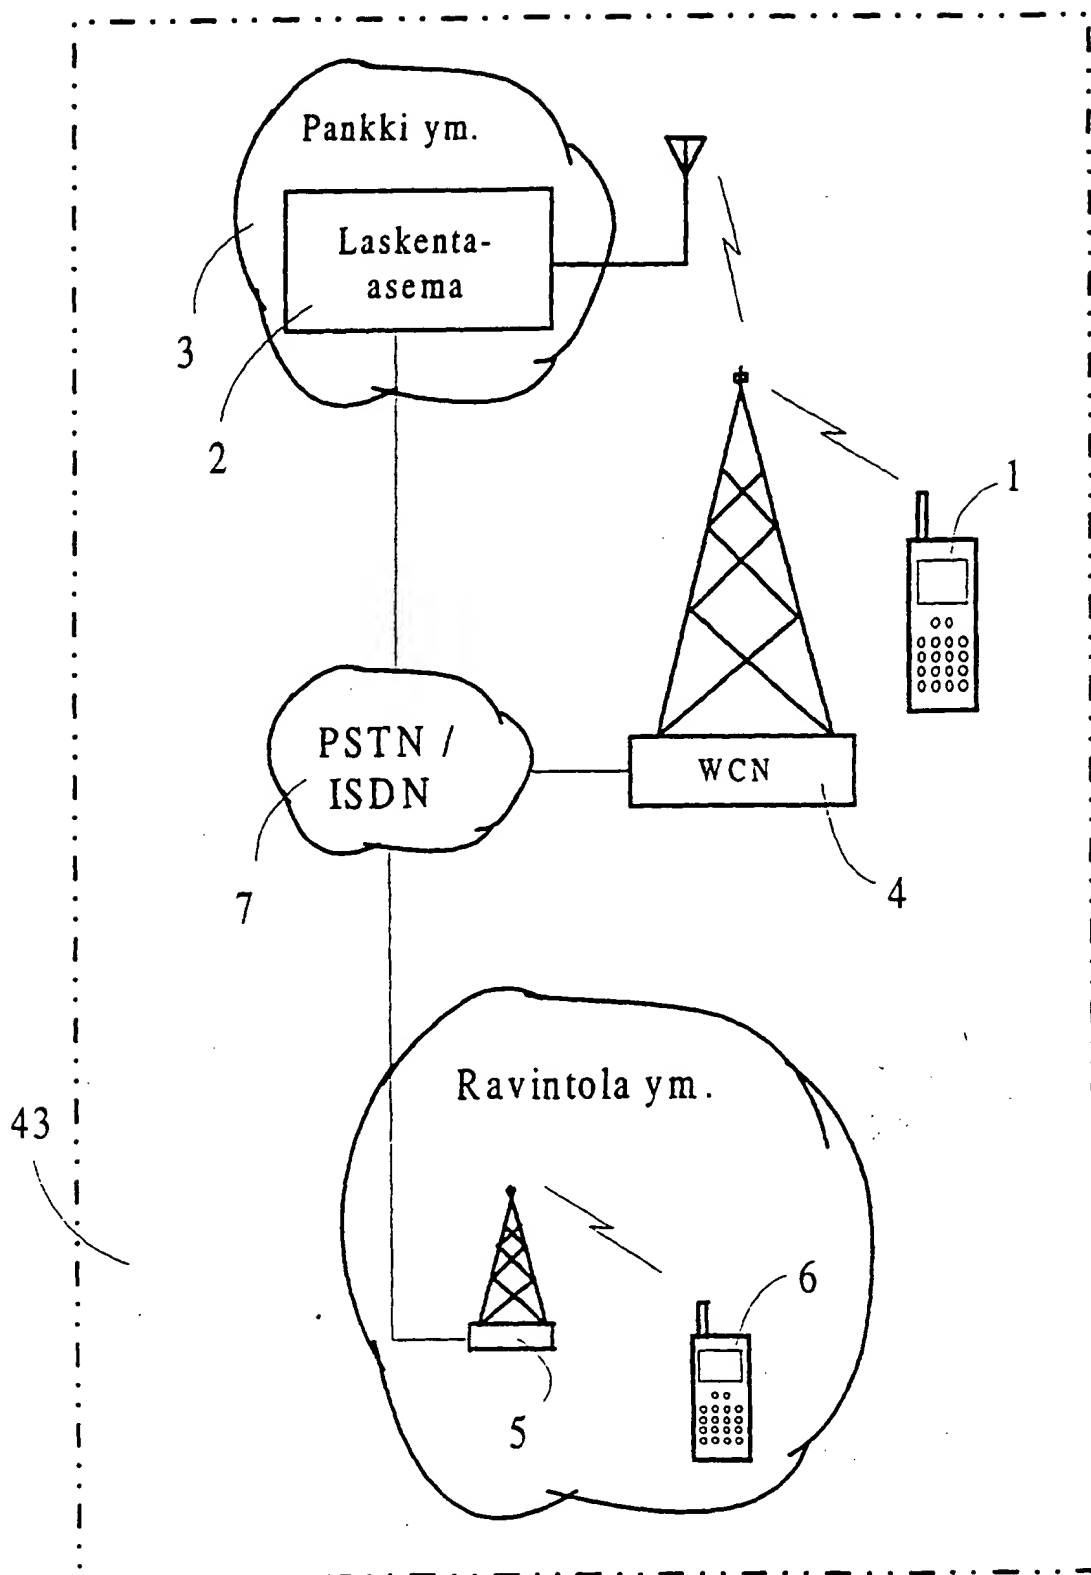 Pankki ym.
Laskenta-
asema
3
2
1
PSTN /
ISDN
WCN
7
4
Ravintola ym.
43
6
5